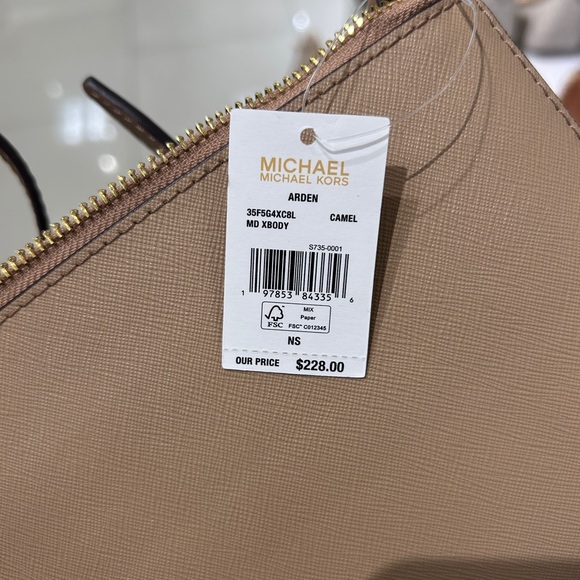 MICHAEL
MICHAEL KORS
ARDEN
35F5G4XC8L CAMEL
MD XBODY
S735-0001
1 97853 84335 6
FSC
MIX
Paper
FSC® C012345
NS
OUR PRICE $228.00